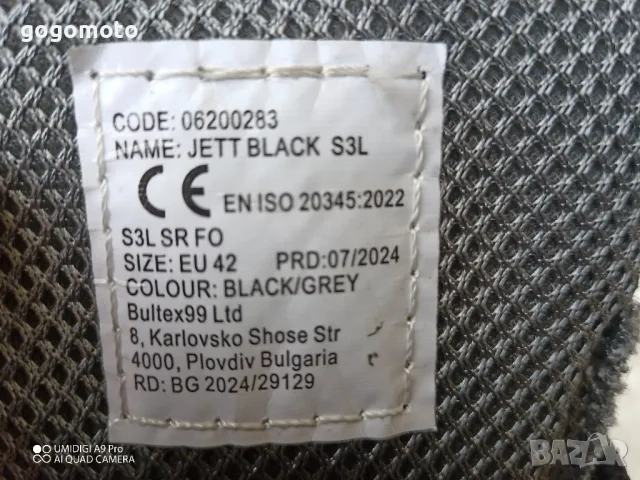 gogomoto
CODE: 06200283
NAME: JETT BLACK S3L
CE EN ISO 20345:2022
S3L SR FO
SIZE: EU 42 PRD:07/2024
COLOUR: BLACK/GREY
Bultex99 Ltd
8, Karlovsko Shose Str
4000, Plovdiv Bulgaria
RD: BG 2024/29129
UMIDIGI A9 Pro
AI QUAD CAMERA
BAZAR